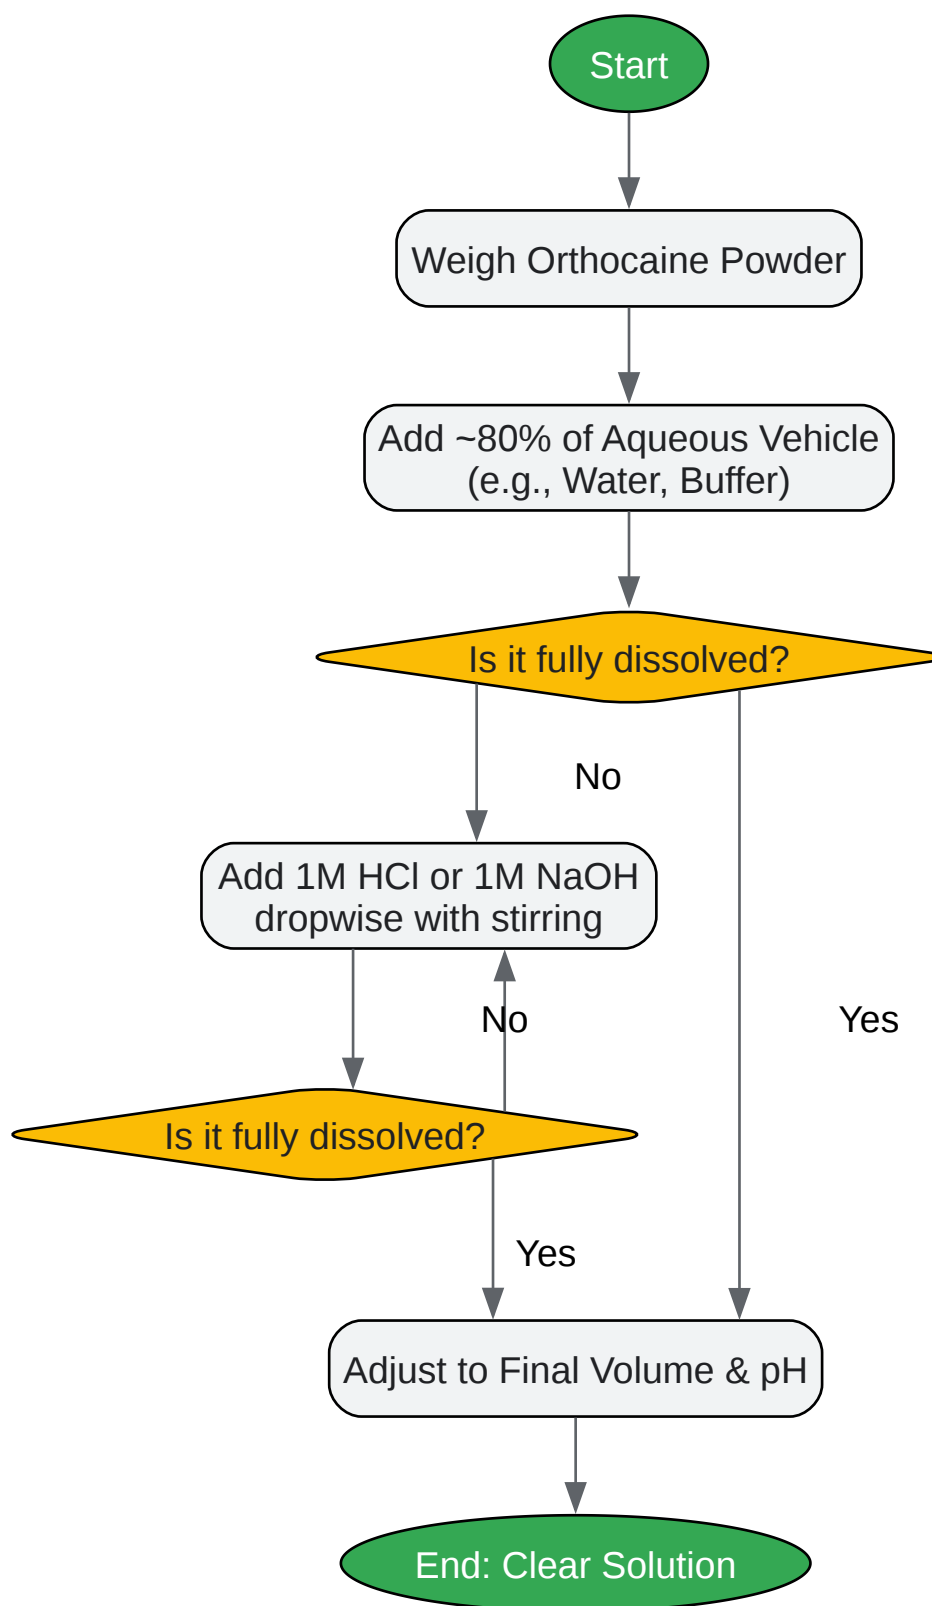 Start
Weigh Orthocaine Powder
Add ~80% of Aqueous Vehicle
(e.g., Water, Buffer)
Is it fully dissolved?
No
Add 1M HCl or 1M NaOH
dropwise with stirring
No
Yes
Is it fully dissolved?
Yes
Adjust to Final Volume & pH
End: Clear Solution